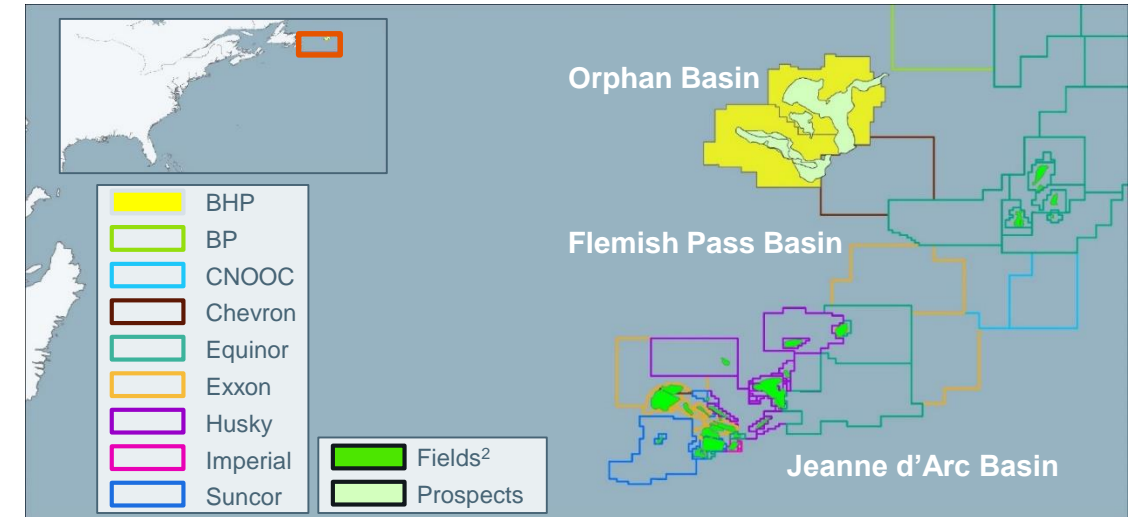 Orphan Basin
Flemish Pass Basin
Jeanne d'Arc Basin
BHP
BP
CNOOC
Chevron
Equinor
Exxon
Husky
Imperial
Suncor
Fields²
Prospects